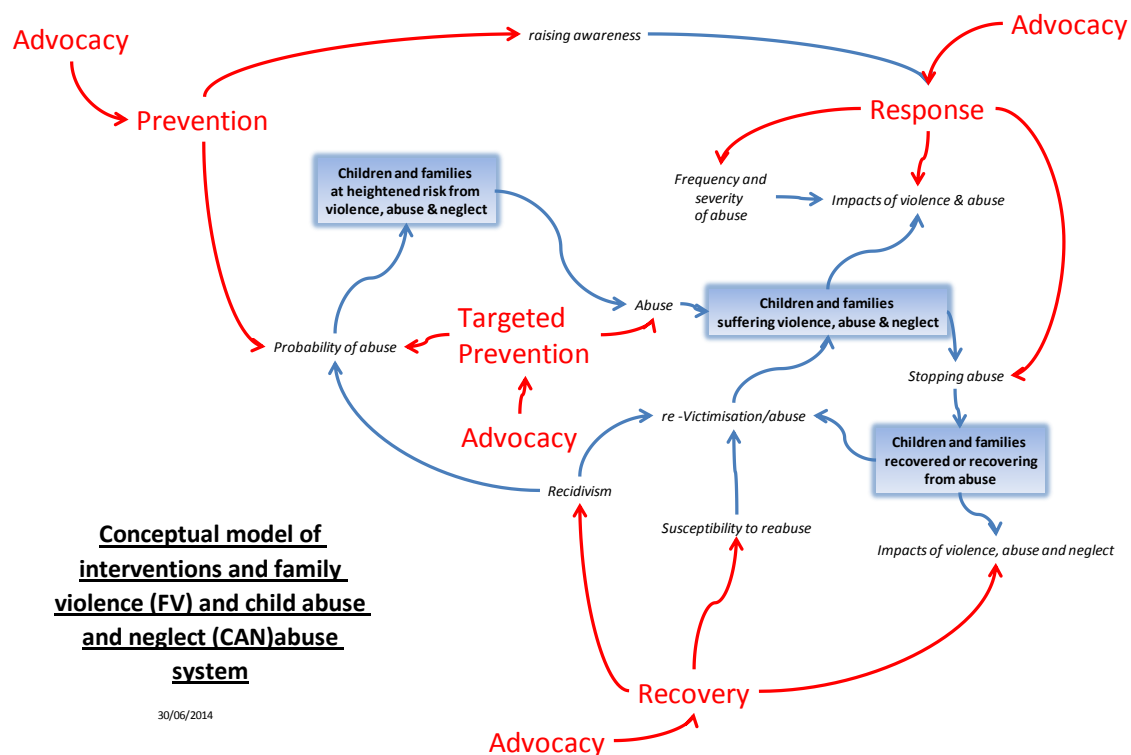 Advocacy
raising awareness
Advocacy
Prevention
Response
Children and families
at heightened risk from
violence, abuse & neglect
Frequency and
severity
of abuse
Impacts of violence & abuse
Abuse
Children and families
suffering violence, abuse & neglect
Targeted
Prevention
Probability of abuse
Stopping abuse
re -Victimisation/abuse
Advocacy
Children and families
recovered or recovering
from abuse
Recidivism
Susceptibility to reabuse
Impacts of violence, abuse and neglect
Conceptual model of
interventions and family
violence (FV) and child abuse
and neglect (CAN)abuse
system
30/06/2014
Recovery
Advocacy